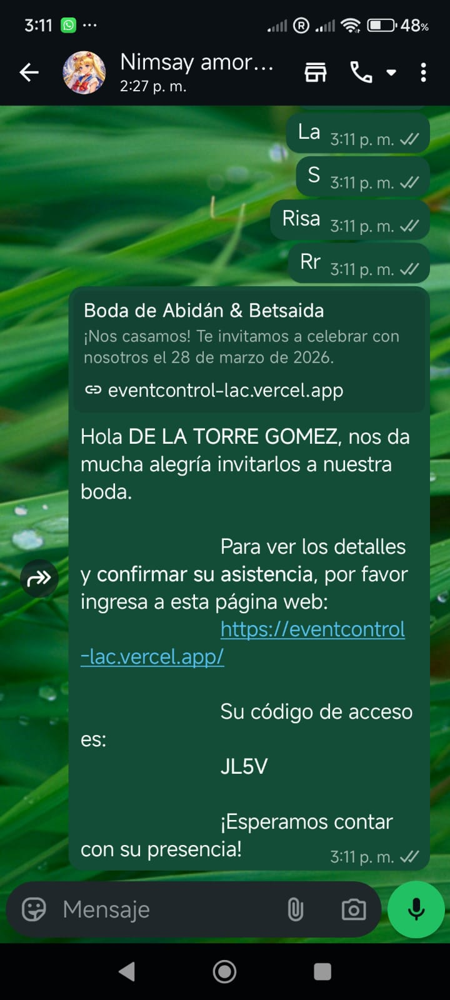 3:11 ... R 48%
Nimsay amor...
2:27 p. m.
La 3:11 p. m.
S 3:11 p. m.
Risa 3:11 p. m.
Rr 3:11 p. m.
Boda de Abidán & Betsaida
¡Nos casamos! Te invitamos a celebrar con
nosotros el 28 de marzo de 2026.
eventcontrol-lac.vercel.app
Hola DE LA TORRE GOMEZ, nos da
mucha alegría invitarlos a nuestra
boda.
Para ver los detalles
y confirmar su asistencia, por favor
ingresa a esta página web:
https://eventcontrol
-lac.vercel.app/
Su código de acceso
es:
JL5V
¡Esperamos contar
con su presencia! 3:11 p. m.
Mensaje